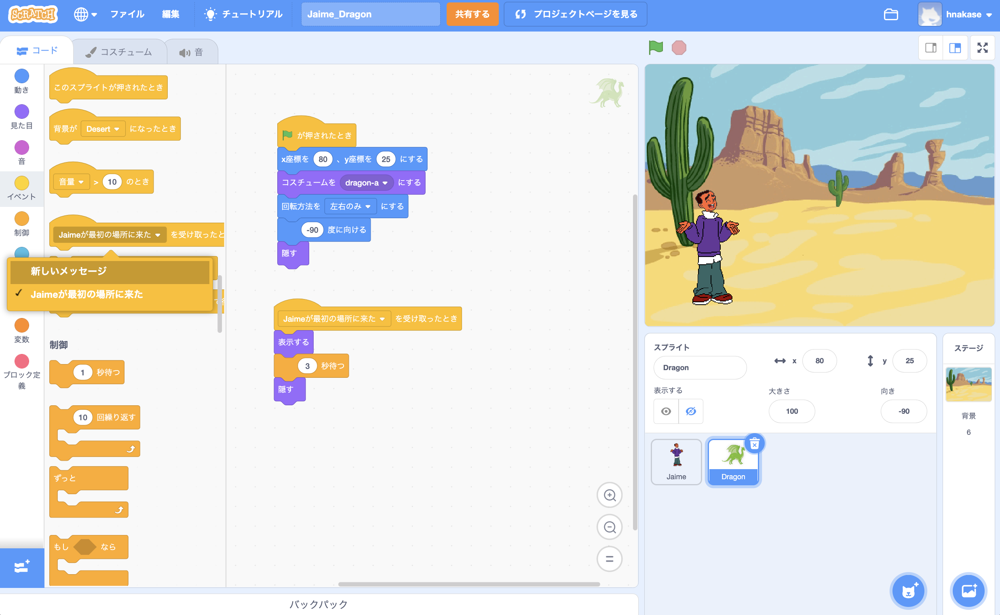 SCRATCH
ファイル
編集
チュートリアル
Jaime_Dragon
共有する
プロジェクトページを見る
hnakase
コード
コスチューム
音
動き
見た目
音
イベント
制御
変数
ブロック定
義
このスプライトが押されたとき
背景が Desert になったとき
音量 > 10 のとき
Jaimeが最初の場所に来た を受け取ったと
新しいメッセージ
✓ Jaimeが最初の場所に来た
制御
1 秒待つ
10 回繰り返す
ずっと
もし なら
が押されたとき
x座標を 80 、y座標を 25 にする
コスチュームを dragon-a にする
回転方法を 左右のみ にする
-90 度に向ける
隠す
Jaimeが最初の場所に来た を受け取ったとき
表示する
3 秒待つ
隠す
バックパック
スプライト
Dragon
x 80
y 25
表示する
大きさ
100
向き
-90
Jaime
Dragon
ステージ
背景
6